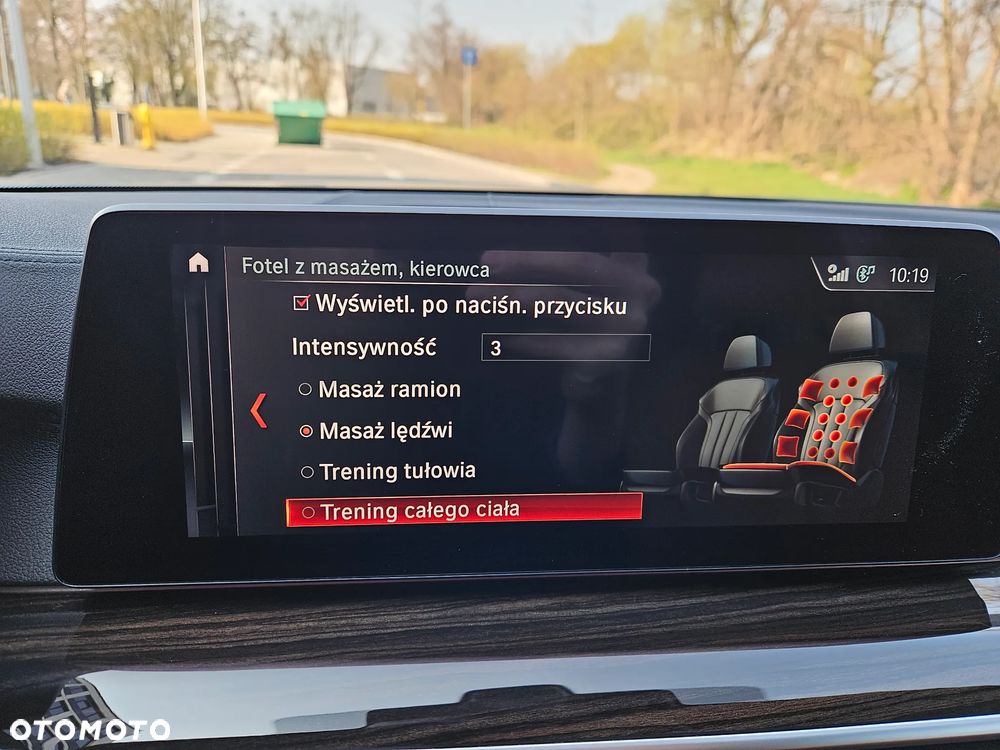 Fotel z masażem, kierowca
10:19
Wyświetl. po naciśn. przycisku
Intensywność 3
Masaż ramion
Masaż lędźwi
Trening tułowia
Trening całego ciała
OTOMOTO